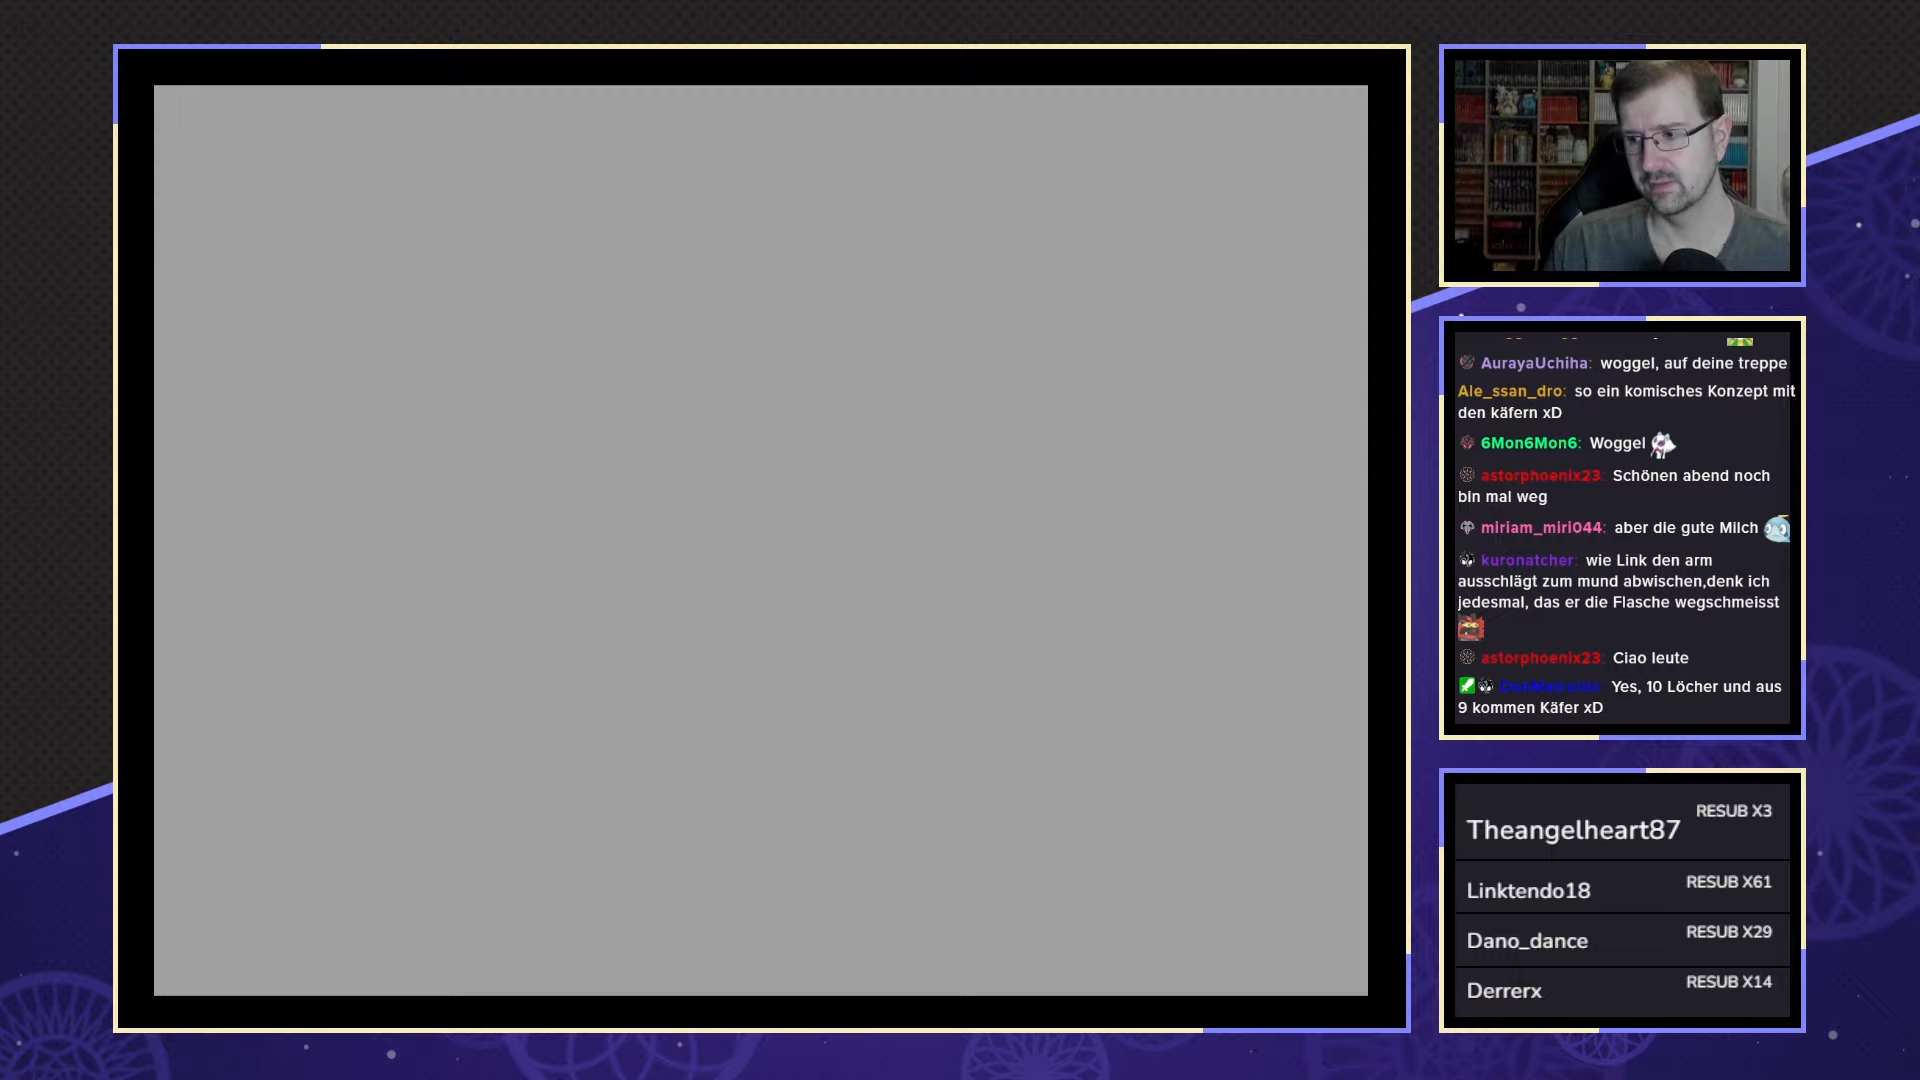 AurayaUchiha: woggel, auf deine treppe
Ale_ssan_dro: so ein komisches Konzept mit
den käfern xD
6Mon6Mon6: Woggel
astorphoenix23: Schönen abend noch
bin mal weg
miriam_miri044: aber die gute Milch
kuronatcher: wie Link den arm
ausschlägt zum mund abwischen,denk ich
jedesmal, das er die Flasche wegschmeisst
astorphoenix23: Ciao leute
Yes, 10 Löcher und aus
9 kommen Käfer xD
RESUB X3
Theangelheart87
RESUB X61
Linktendo18
RESUB X29
Dano_dance
RESUB X14
Derrerx